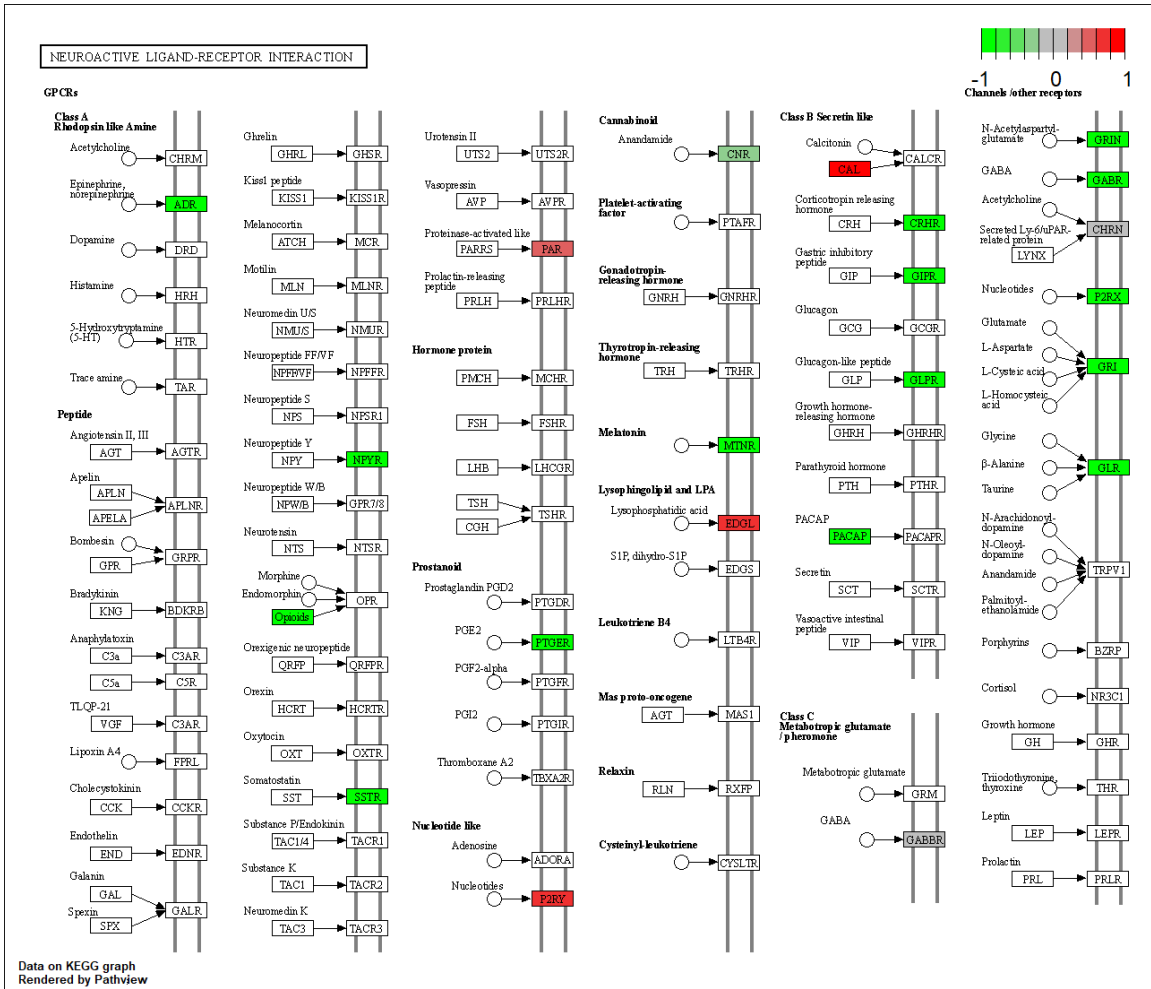 NEUROACTIVE LIGAND-RECEPTOR INTERACTION
-1 0 1
GPCRs
Class A
Rhodopsin like Amine
Acetylcholine
CHRM
Epinephrine,
norepinephrine
ADR
Dopamine
DRD
Histamine
HRH
5-Hydroxytryptamine
(5-HT)
HTR
Trace amine
TAR
Peptide
Angiotensin II, III
AGT AGTR
Apelin
APLN
APLNR
APELA
Bombesin
GRPR
GPR
Bradykinin
KNG BDKRB
Anaphylatoxin
C3a C3AR
C5a C5R
TLQP-21
VGF C3AR
Lipoxin A4
FPRL
Cholecystokinin
CCK CCKR
Endothelin
END EDNR
Galanin
GAL
GALR
Spexin
SPX
Ghrelin
GHRL GHSR
Kiss1 peptide
KISS1 KISS1R
Melanocortin
ATCH MCR
Motilin
MLN MLNR
Neuromedin U/S
NMU/S NMUR
Neuropeptide FF/VF
NPFF/VF NPFFR
Neuropeptide S
NPS NPSR1
Neuropeptide Y
NPY NPYR
Neuropeptide W/B
NPW/B GPR7/8
Neurotensin
NTS NTSR
Morphine
Endomorphin
OPR
Opioids
Orexigenic neuropeptide
QRFP QRFPR
Orexin
HCRT HCRTR
Oxytocin
OXT OXTR
Somatostatin
SST SSTR
Substance P/Endokinin
TAC1/4 TACR1
Substance K
TAC1 TACR2
Neuromedin K
TAC3 TACR3
Urotensin II
UTS2 UTS2R
Vasopressin
AVP AVPR
Proteinase-activated like
PARRS PAR
Prolactin-releasing
peptide
PRLH PRLHR
Hormone protein
PMCH MCHR
FSH FSHR
LHB LHCGR
TSH
TSHR
CGH
Prostanoid
Prostaglandin PGD2
PTGDR
PGE2
PTGER
PGF2-alpha
PTGFR
PGI2
PTGIR
Thromboxane A2
TBXA2R
Nucleotide like
Adenosine
ADORA
Nucleotides
P2RY
Cannabinoid
Anandamide
CNR
Platelet-activating
factor
PTAFR
Gonadotropin-
releasing hormone
GNRH GNRHR
Thyrotropin-releasing
hormone
TRH TRHR
Melatonin
MTNR
Lysophingolipid and LPA
Lysophosphatidic acid
EDGL
S1P, dihydro-S1P
EDGS
Leukotriene B4
LTB4R
Mas proto-oncogene
AGT MAS1
Relaxin
RLN RXFP
Cysteinyl-leukotriene
CYSLTR
Class B Secretin like
Calcitonin
CALCR
CAL
Corticotropin releasing
hormone
CRH CRHR
Gastric inhibitory
peptide
GIP GIPR
Glucagon
GCG GCGR
Glucagon-like peptide
GLP GLPR
Growth hormone-
releasing hormone
GHRH GHRHR
Parathyroid hormone
PTH PTHR
PACAP
PACAP PACAPR
Secretin
SCT SCTR
Vasoactive intestinal
peptide
VIP VIPR
Class C
Metabotropic glutamate
/ pheromone
Metabotropic glutamate
GRM
GABA
GABBR
Channels /other receptors
N-Acetylaspartyl-
glutamate
GRIN
GABA
GABR
Acetylcholine
CHRN
Secreted Ly-6/uPAR-
related protein
LYNX
Nucleotides
P2RX
Glutamate
L-Aspartate
GRI
L-Cysteic acid
L-Homocysteic
acid
Glycine
β-Alanine
GLR
Taurine
N-Arachidonoyl-
dopamine
N-Oleoyl-
dopamine
TRPV1
Anandamide
Palmitoyl-
ethanolamide
Porphyrins
BZRP
Cortisol
NR3C1
Growth hormone
GH GHR
Triiodothyronine,
thyroxine
THR
Leptin
LEP LEPR
Prolactin
PRL PRLR
Data on KEGG graph
Rendered by Pathview